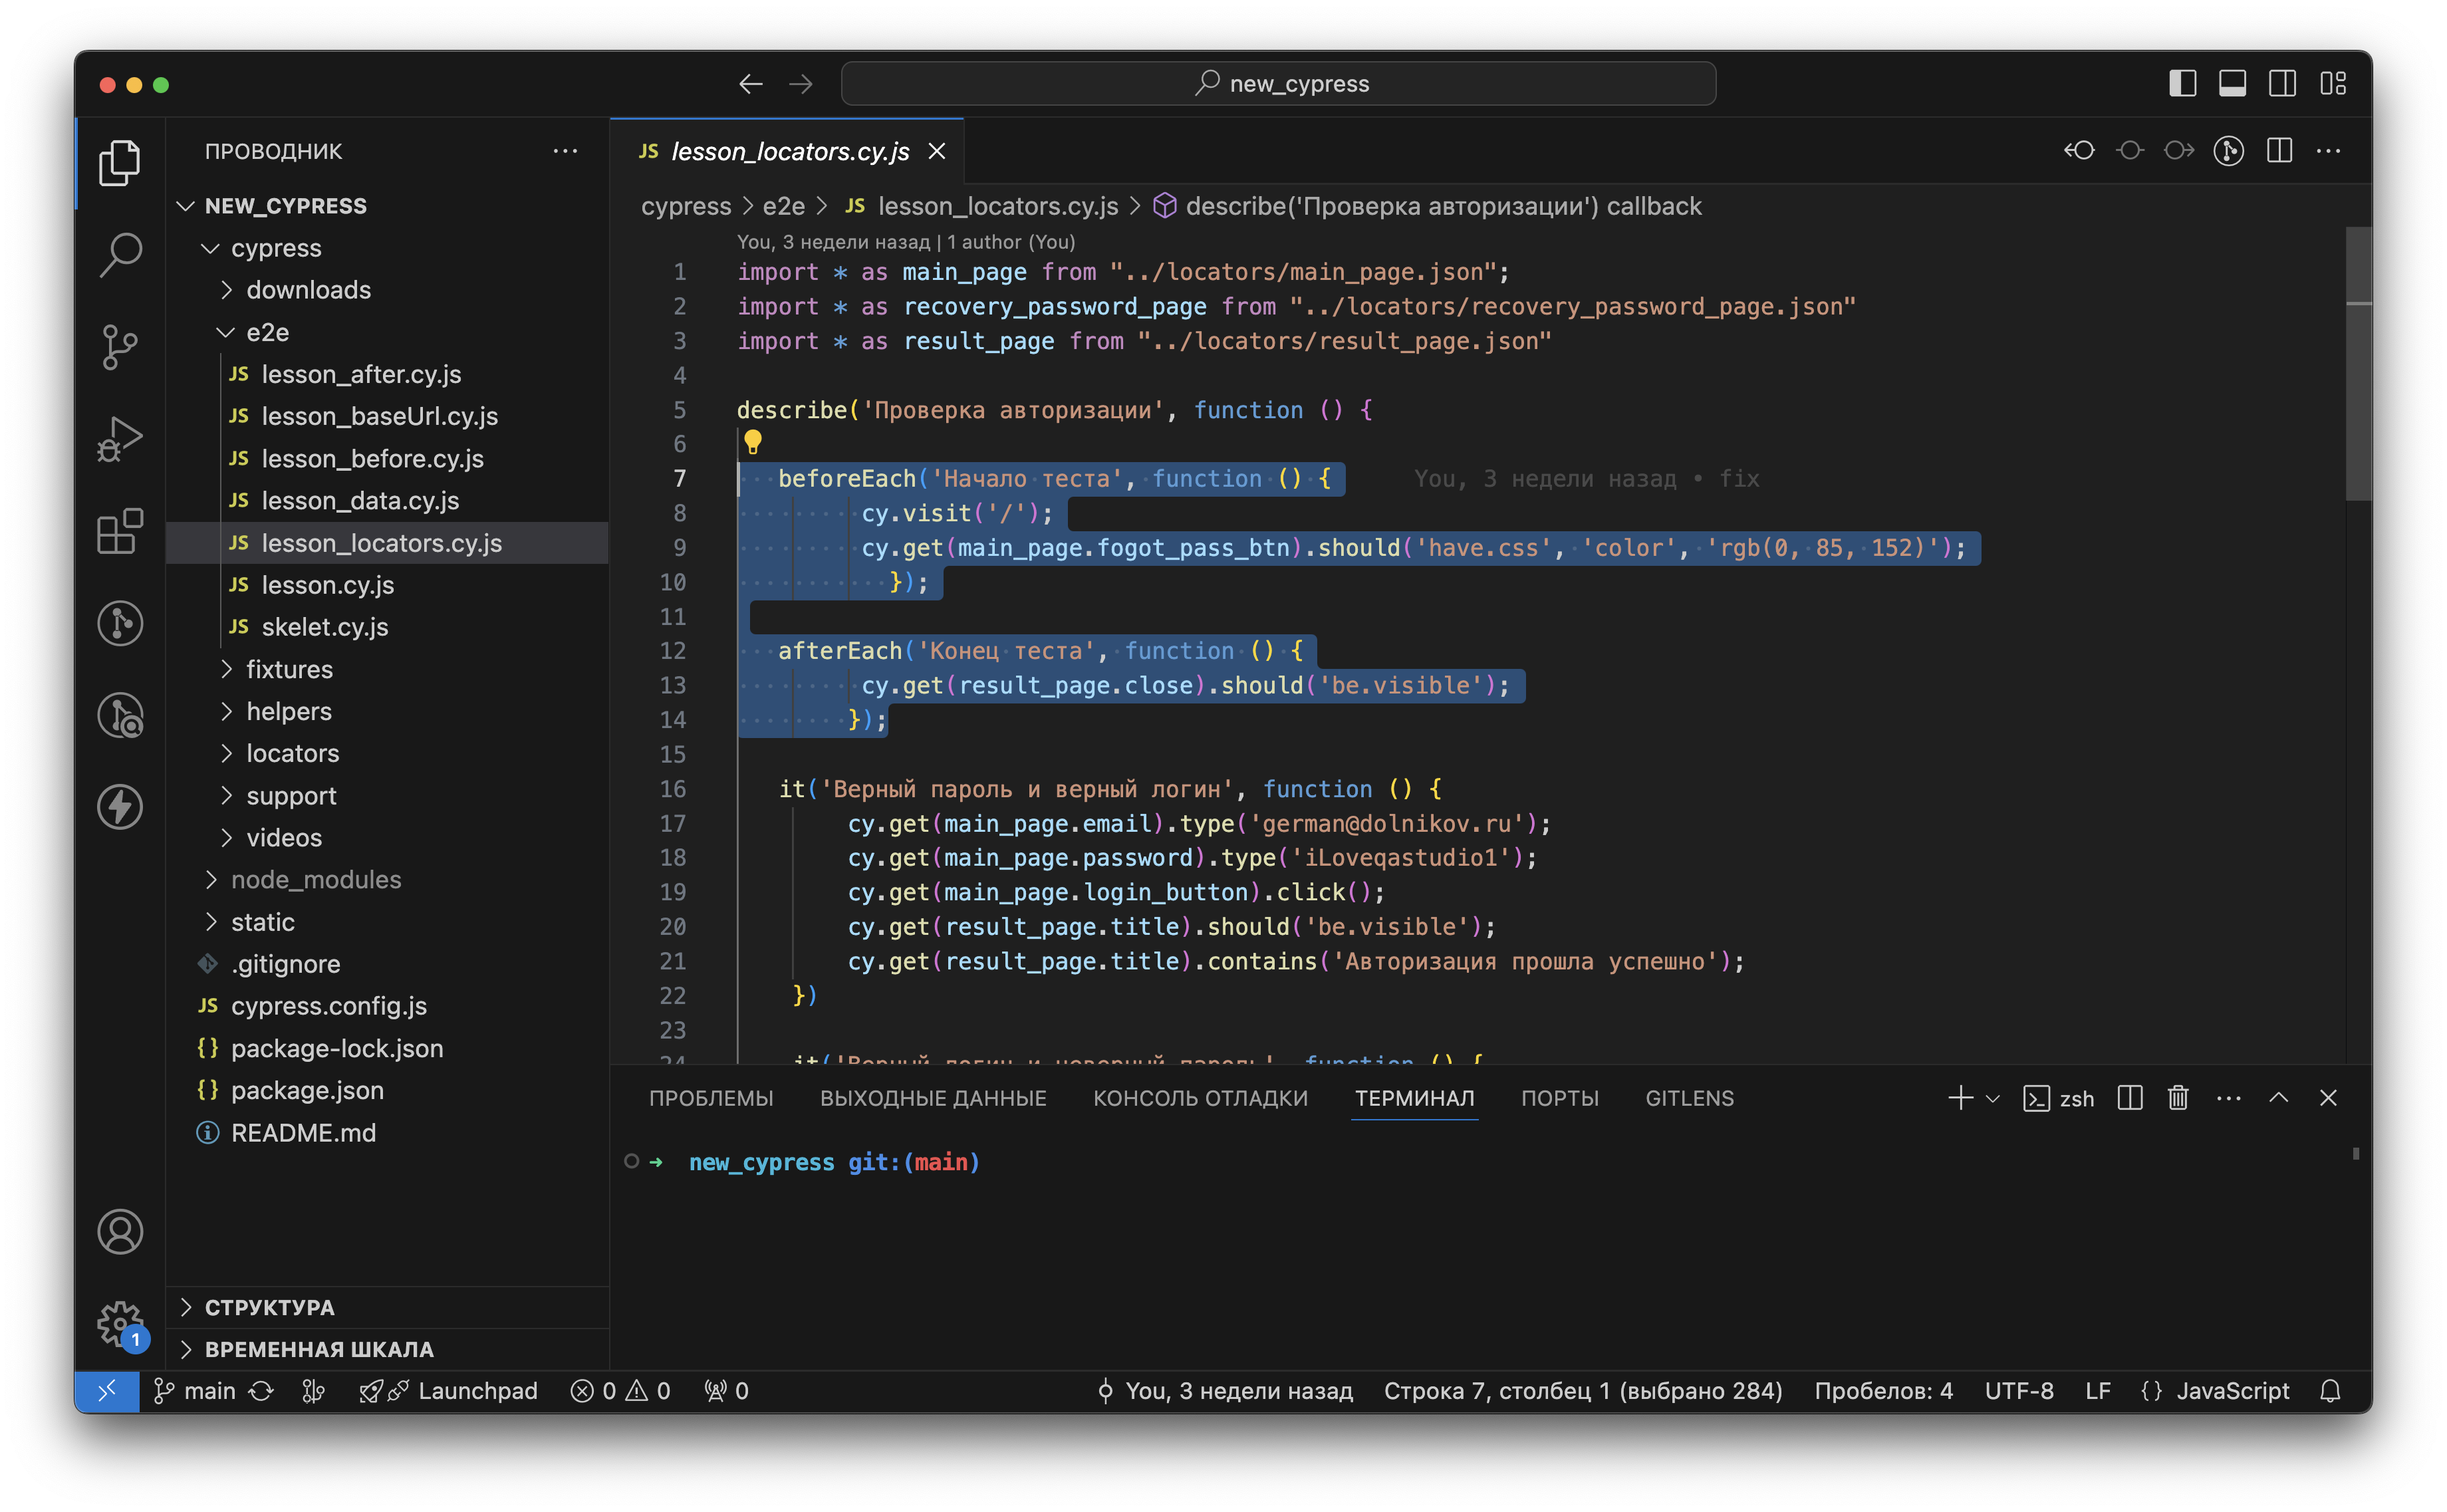 new_cypress
ПРОВОДНИК
NEW_CYPRESS
cypress
downloads
e2e
JS lesson_after.cy.js
JS lesson_baseUrl.cy.js
JS lesson_before.cy.js
JS lesson_data.cy.js
JS lesson_locators.cy.js
JS lesson.cy.js
JS skelet.cy.js
fixtures
helpers
locators
support
videos
node_modules
static
.gitignore
JS cypress.config.js
{} package-lock.json
{} package.json
README.md
СТРУКТУРА
ВРЕМЕННАЯ ШКАЛА
1
JS lesson_locators.cy.js
cypress > e2e > JS lesson_locators.cy.js > describe('Проверка авторизации') callback
You, 3 недели назад | 1 author (You)
1 import * as main_page from "../locators/main_page.json";
2 import * as recovery_password_page from "../locators/recovery_password_page.json"
3 import * as result_page from "../locators/result_page.json"
4
5 describe('Проверка авторизации', function () {
6
7 beforeEach('Начало теста', function () { You, 3 недели назад • fix
8 cy.visit('/');
9 cy.get(main_page.fogot_pass_btn).should('have.css', 'color', 'rgb(0, 85, 152)');
10 });
11
12 afterEach('Конец теста', function () {
13 cy.get(result_page.close).should('be.visible');
14 });
15
16 it('Верный пароль и верный логин', function () {
17 cy.get(main_page.email).type('german@dolnikov.ru');
18 cy.get(main_page.password).type('iLoveqastudio1');
19 cy.get(main_page.login_button).click();
20 cy.get(result_page.title).should('be.visible');
21 cy.get(result_page.title).contains('Авторизация прошла успешно');
22 })
23
24 it('Верный логин и неверный пароль', function () {
ПРОБЛЕМЫ ВЫХОДНЫЕ ДАННЫЕ КОНСОЛЬ ОТЛАДКИ ТЕРМИНАЛ ПОРТЫ GITLENS zsh
➜ new_cypress git:(main)
main Launchpad 0 0 0 You, 3 недели назад Строка 7, столбец 1 (выбрано 284) Пробелов: 4 UTF-8 LF {} JavaScript